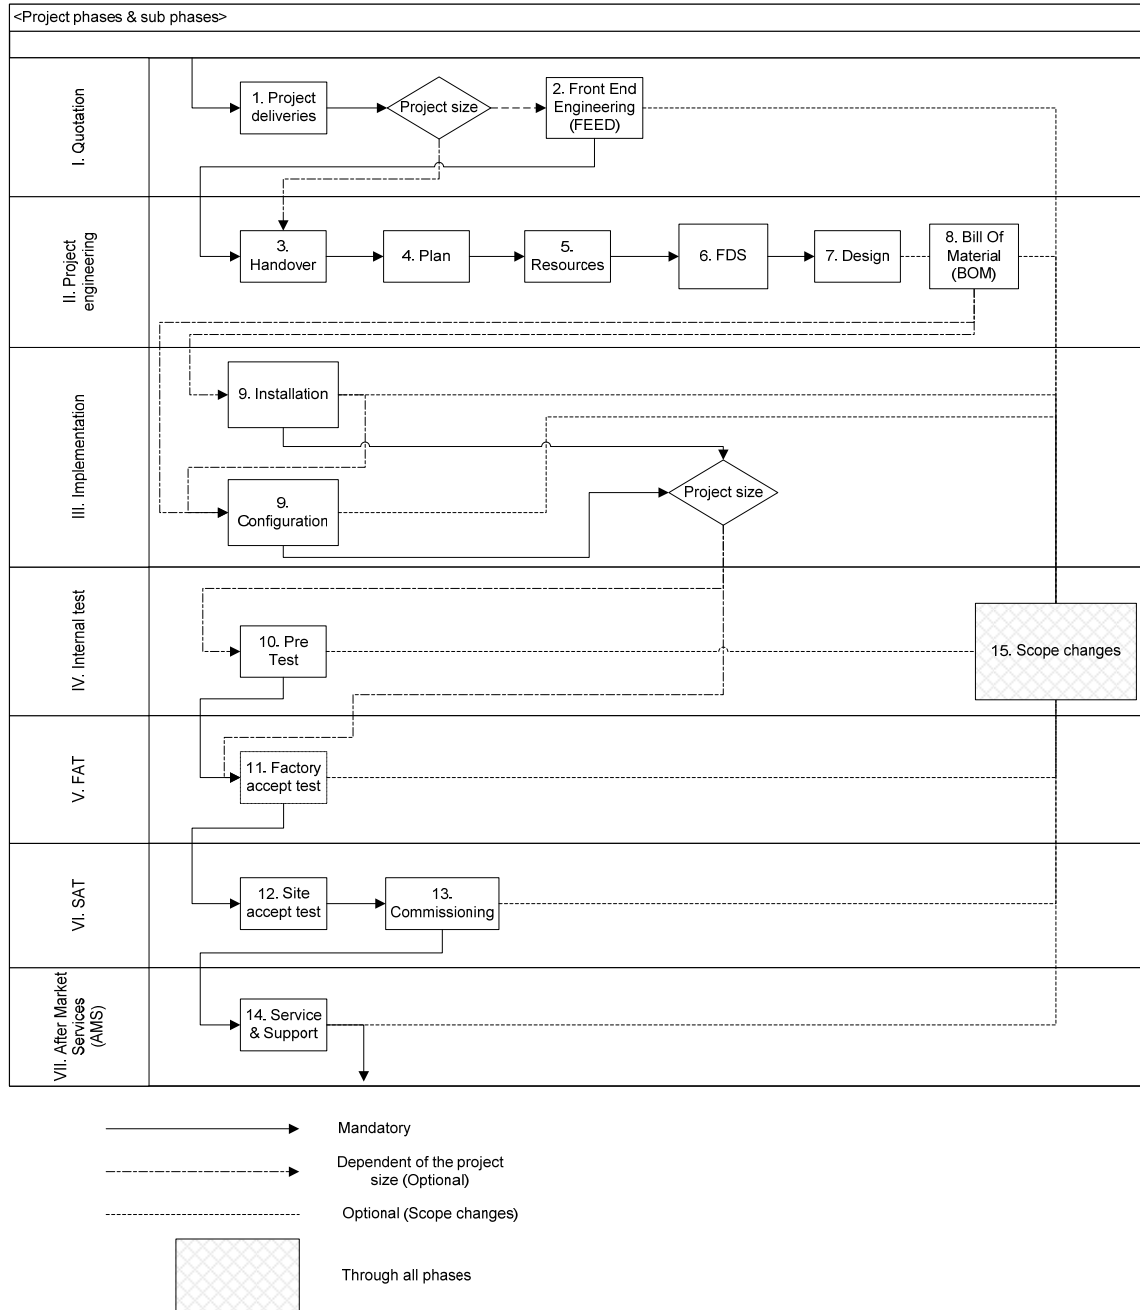 <Project phases & sub phases>
I. Quotation
1. Project
deliveries
Project size
2. Front End
Engineering
(FEED)
II. Project
engineering
3.
Handover
4. Plan
5.
Resources
6. FDS
7. Design
8. Bill Of
Material
(BOM)
III. Implementation
9. Installation
9.
Configuration
Project size
IV. Internal test
10. Pre
Test
15. Scope changes
V. FAT
11. Factory
accept test
VI. SAT
12. Site
accept test
13.
Commissioning
VII. After Market
Services
(AMS)
14. Service
& Support
Mandatory
Dependent of the project
size (Optional)
Optional (Scope changes)
Through all phases